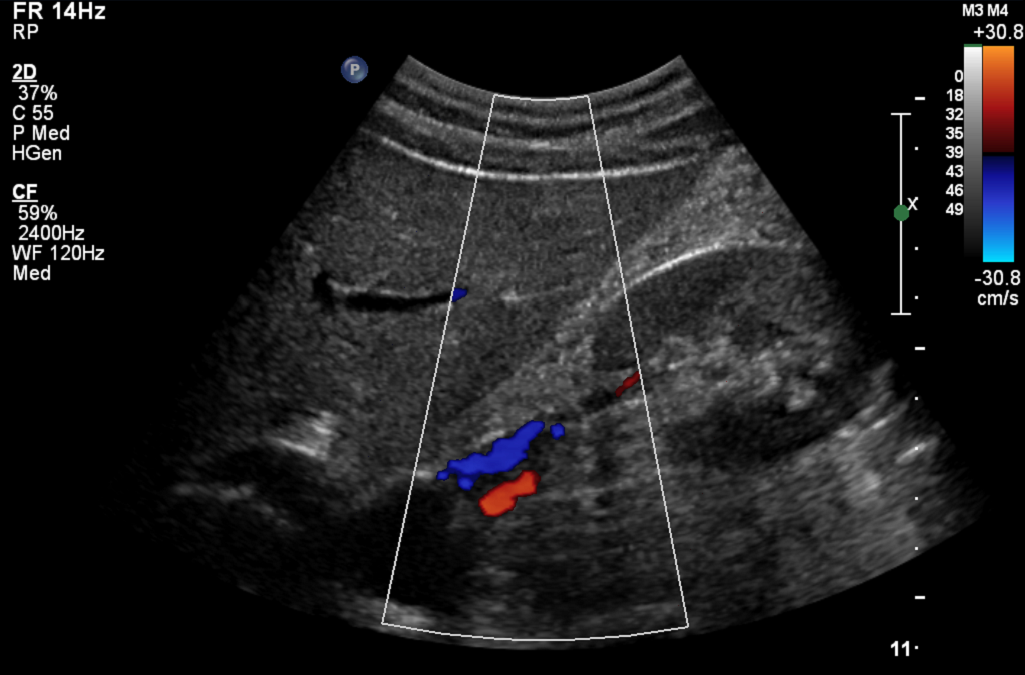 FR 14Hz
RP
2D
37%
C 55
P Med
HGen
CF
59%
2400Hz
WF 120Hz
Med
P
M3 M4
+30.8
0
18
32
35
39
43
46
49
-30.8
cm/s
X
11